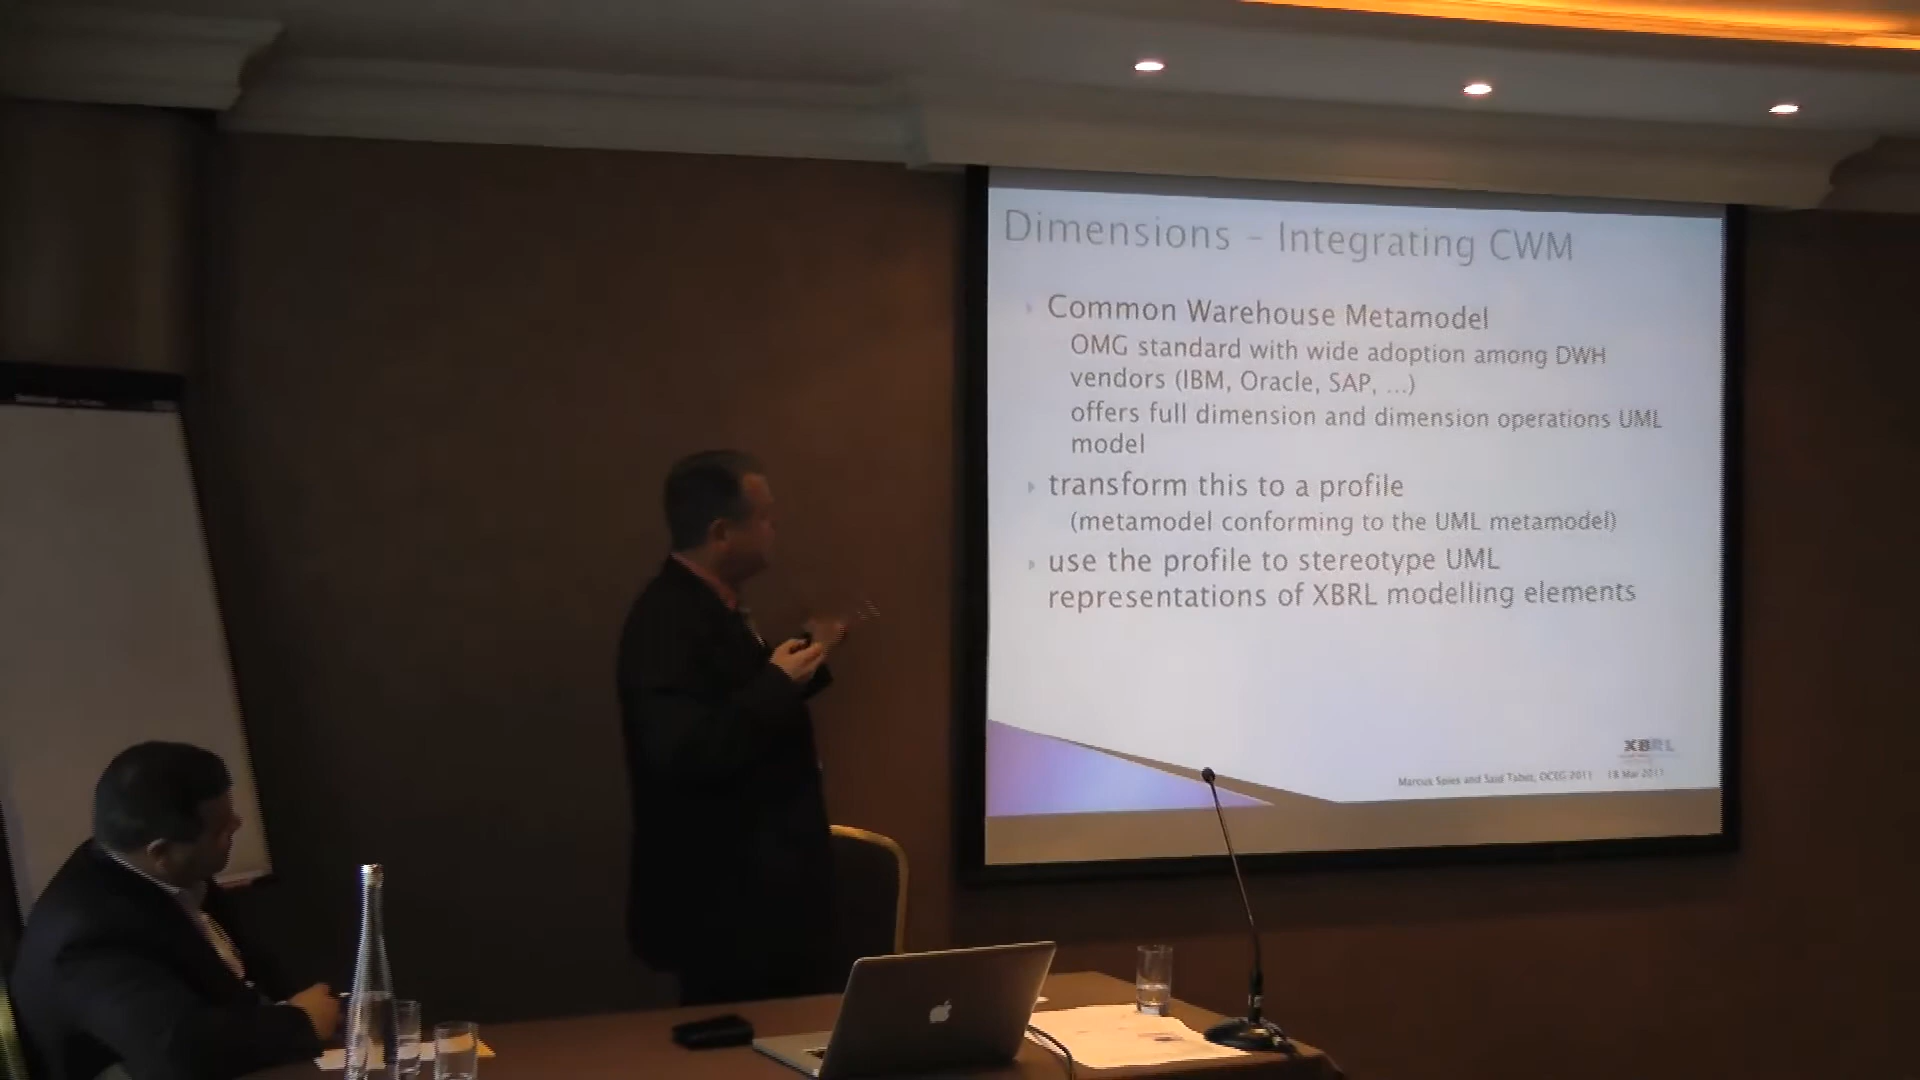 Dimensions – Integrating CWM
Common Warehouse Metamodel
OMG standard with wide adoption among DWH
vendors (IBM, Oracle, SAP, ...)
offers full dimension and dimension operations UML
model
transform this to a profile
(metamodel conforming to the UML metamodel)
use the profile to stereotype UML
representations of XBRL modelling elements
XBRL
Marcus Spies and Said Tabet, OCEG 2011 18 Mai 2011